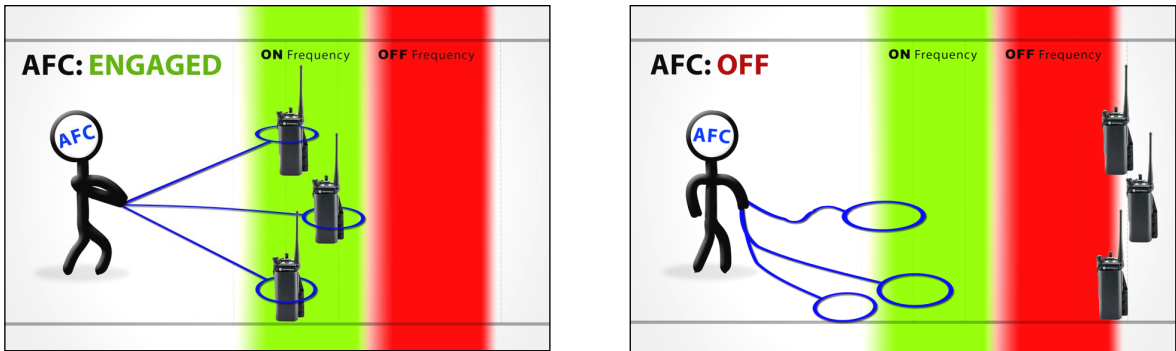 AFC: ENGAGED
ON Frequency
OFF Frequency
AFC
AFC: OFF
ON Frequency
OFF Frequency
AFC